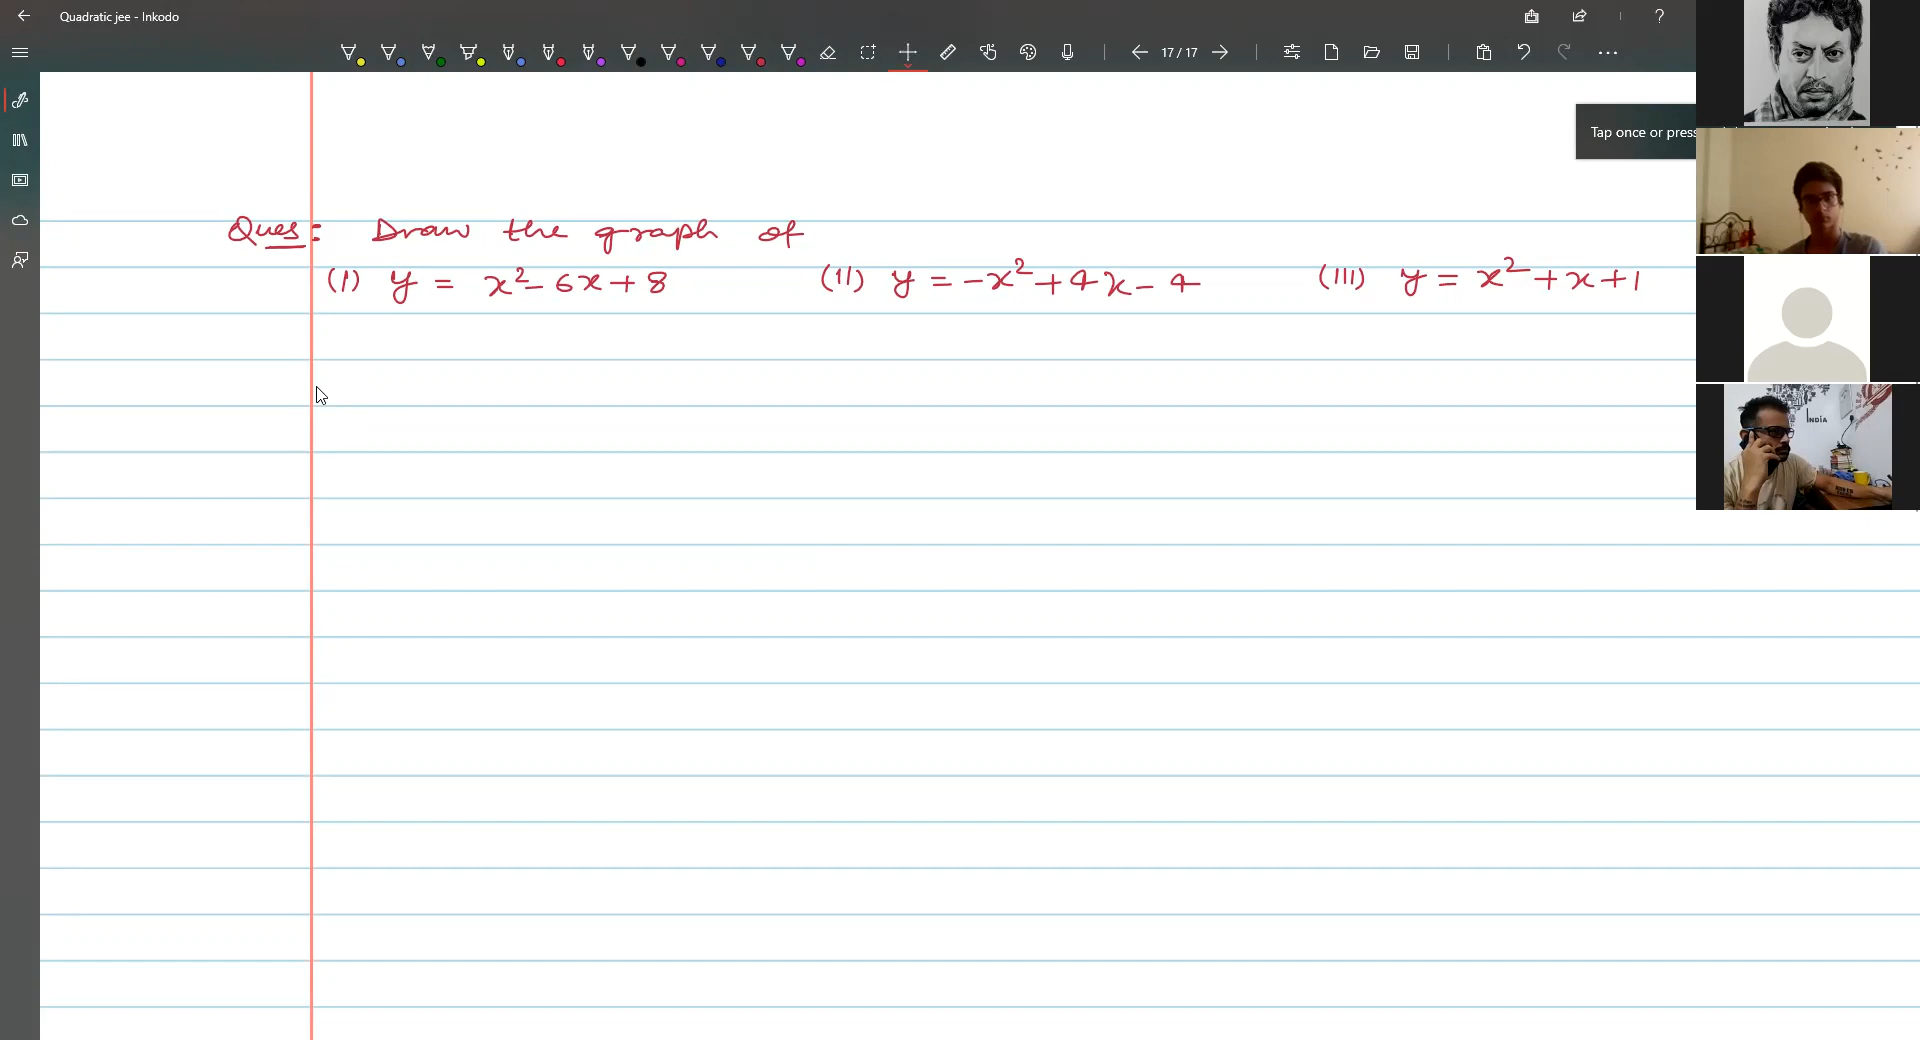 Quadratic jee - Inkodo
17 / 17
Tap once or press
Ques: Draw the graph of
(I) y = x² - 6x + 8 (II) y = -x² + 4x - 4 (III) y = x² + x + 1
INDIA